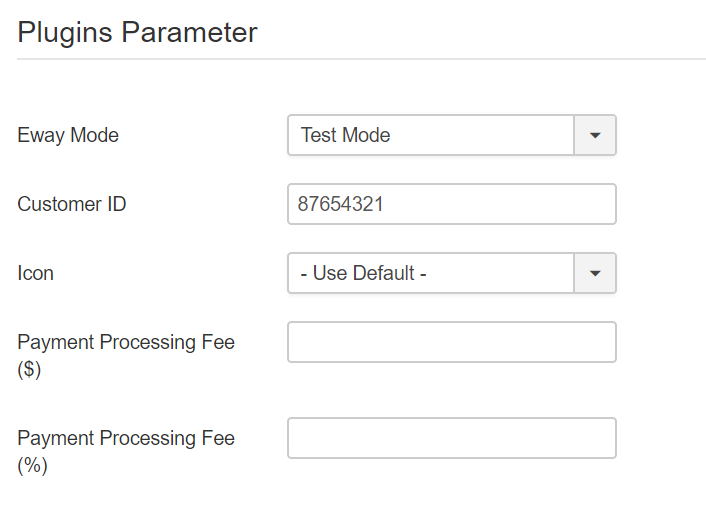 Plugins Parameter
Eway Mode
Test Mode
Customer ID
87654321
Icon
- Use Default -
Payment Processing Fee
($)
Payment Processing Fee
(%)